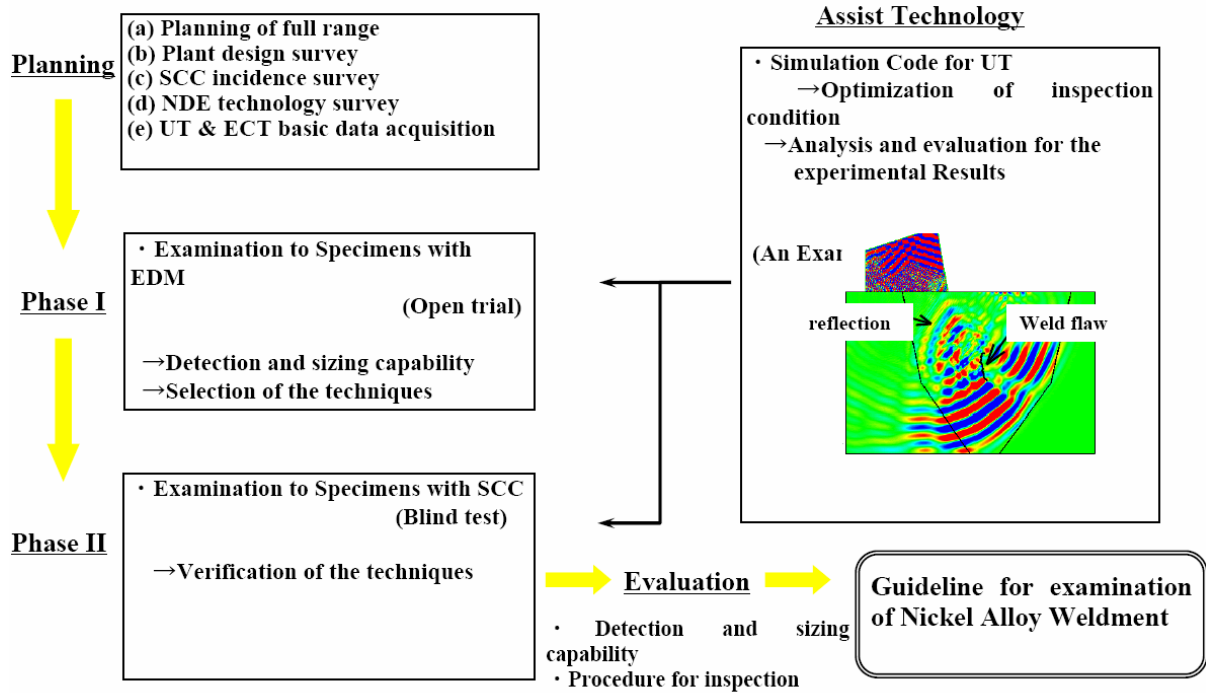 Planning
(a) Planning of full range
(b) Plant design survey
(c) SCC incidence survey
(d) NDE technology survey
(e) UT & ECT basic data acquisition
Phase I
・Examination to Specimens with
EDM
(Open trial)
→Detection and sizing capability
→Selection of the techniques
Phase II
・Examination to Specimens with SCC
(Blind test)
→Verification of the techniques
Assist Technology
・Simulation Code for UT
→Optimization of inspection
condition
→Analysis and evaluation for the
experimental Results
(An Exa
reflection
Weld flaw
Evaluation
・Detection and sizing
capability
・Procedure for inspection
Guideline for examination
of Nickel Alloy Weldment